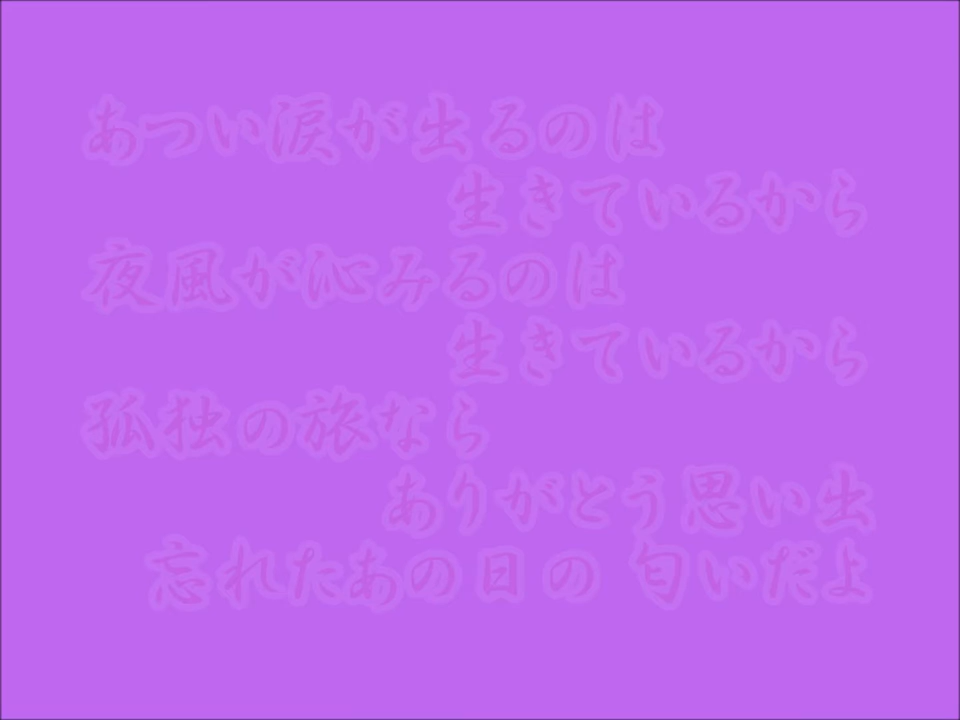 あつい涙が出るのは
生きているから
夜風が沁みるのは
生きているから
孤独の旅なら
ありがとう思い出
忘れたあの日の 匂いだよ